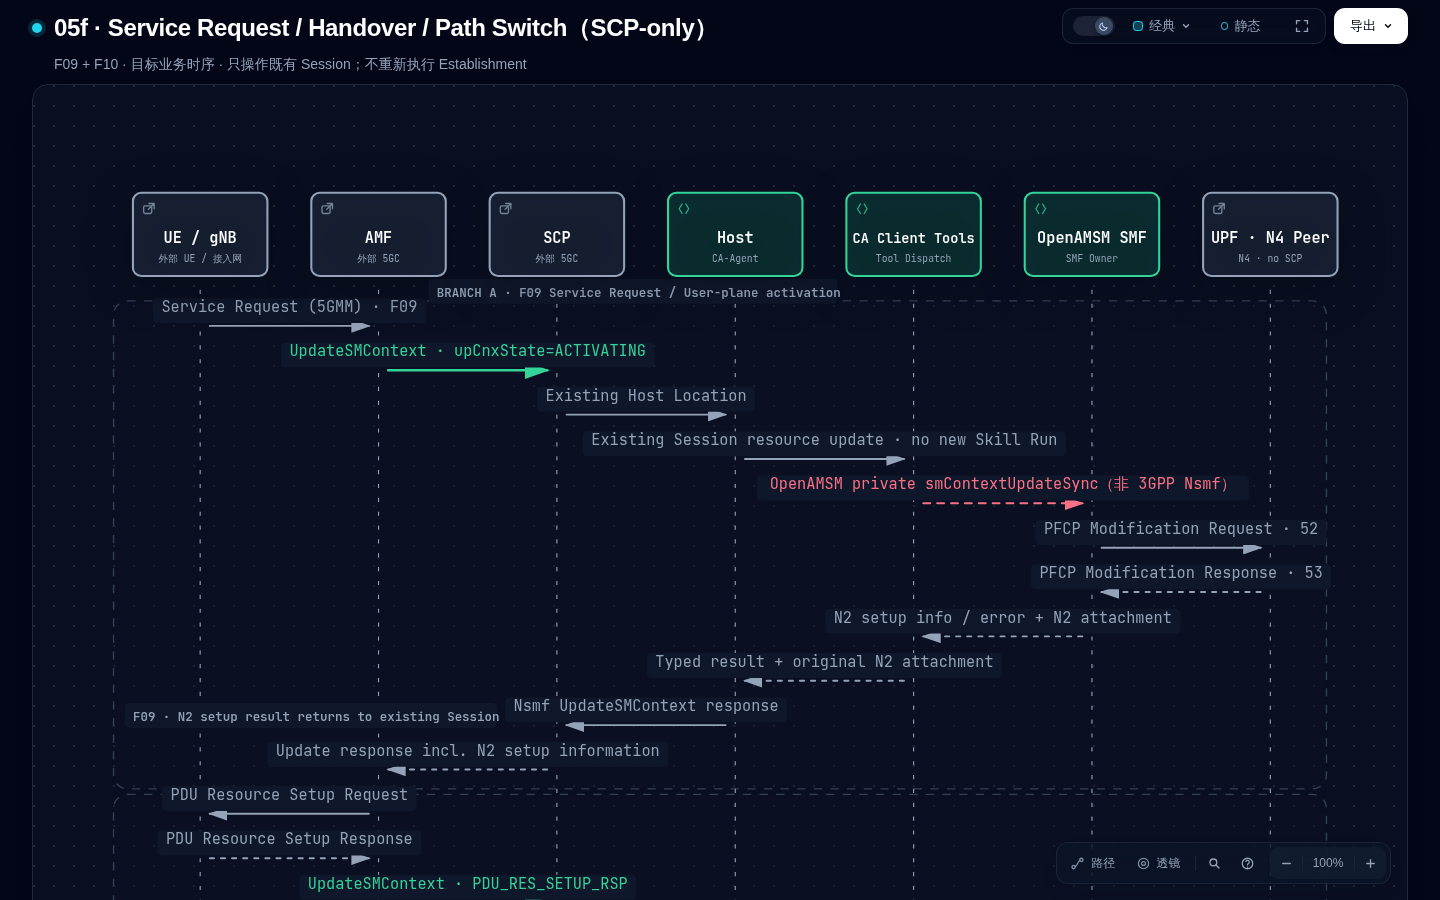 05f · Service Request / Handover / Path Switch（SCP-only）
经典
静态
导出
F09 + F10 · 目标业务时序 · 只操作既有 Session；不重新执行 Establishment
UE / gNB
外部 UE / 接入网
AMF
外部 5GC
SCP
外部 5GC
Host
CA-Agent
CA Client Tools
Tool Dispatch
OpenAMSM SMF
SMF Owner
UPF · N4 Peer
N4 · no SCP
BRANCH A · F09 Service Request / User-plane activation
Service Request (5GMM) · F09
UpdateSMContext · upCnxState=ACTIVATING
Existing Host Location
Existing Session resource update · no new Skill Run
OpenAMSM private smContextUpdateSync（非 3GPP Nsmf）
PFCP Modification Request · 52
PFCP Modification Response · 53
N2 setup info / error + N2 attachment
Typed result + original N2 attachment
Nsmf UpdateSMContext response
F09 · N2 setup result returns to existing Session
Update response incl. N2 setup information
PDU Resource Setup Request
PDU Resource Setup Response
UpdateSMContext · PDU_RES_SETUP_RSP
路径
透镜
100%